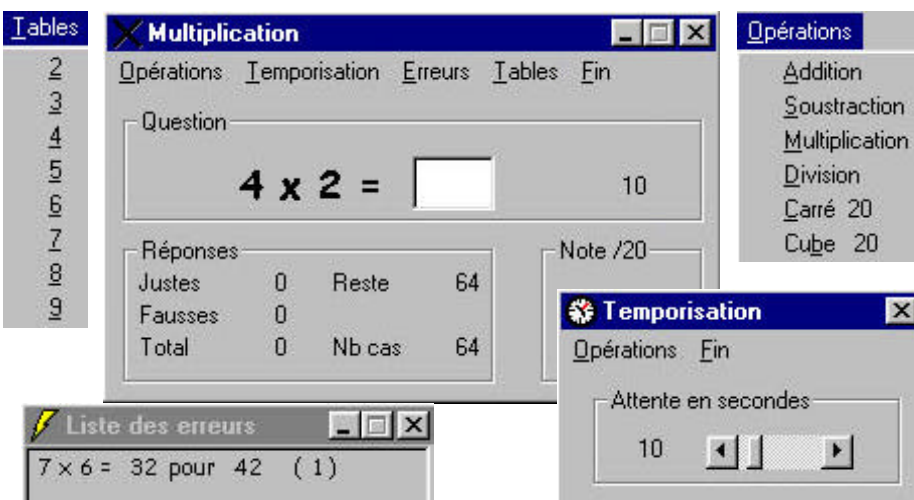 Tables
2
3
4
5
6
7
8
9
Multiplication
Opérations Temporisation Erreurs Tables Fin
Question
4 x 2 =
10
Réponses
Justes 0 Reste 64
Fausses 0
Total 0 Nb cas 64
Note /20
Opérations
Addition
Soustraction
Multiplication
Division
Carré 20
Cube 20
Temporisation
Opérations Fin
Attente en secondes
10
Liste des erreurs
7 x 6 = 32 pour 42 ( 1 )